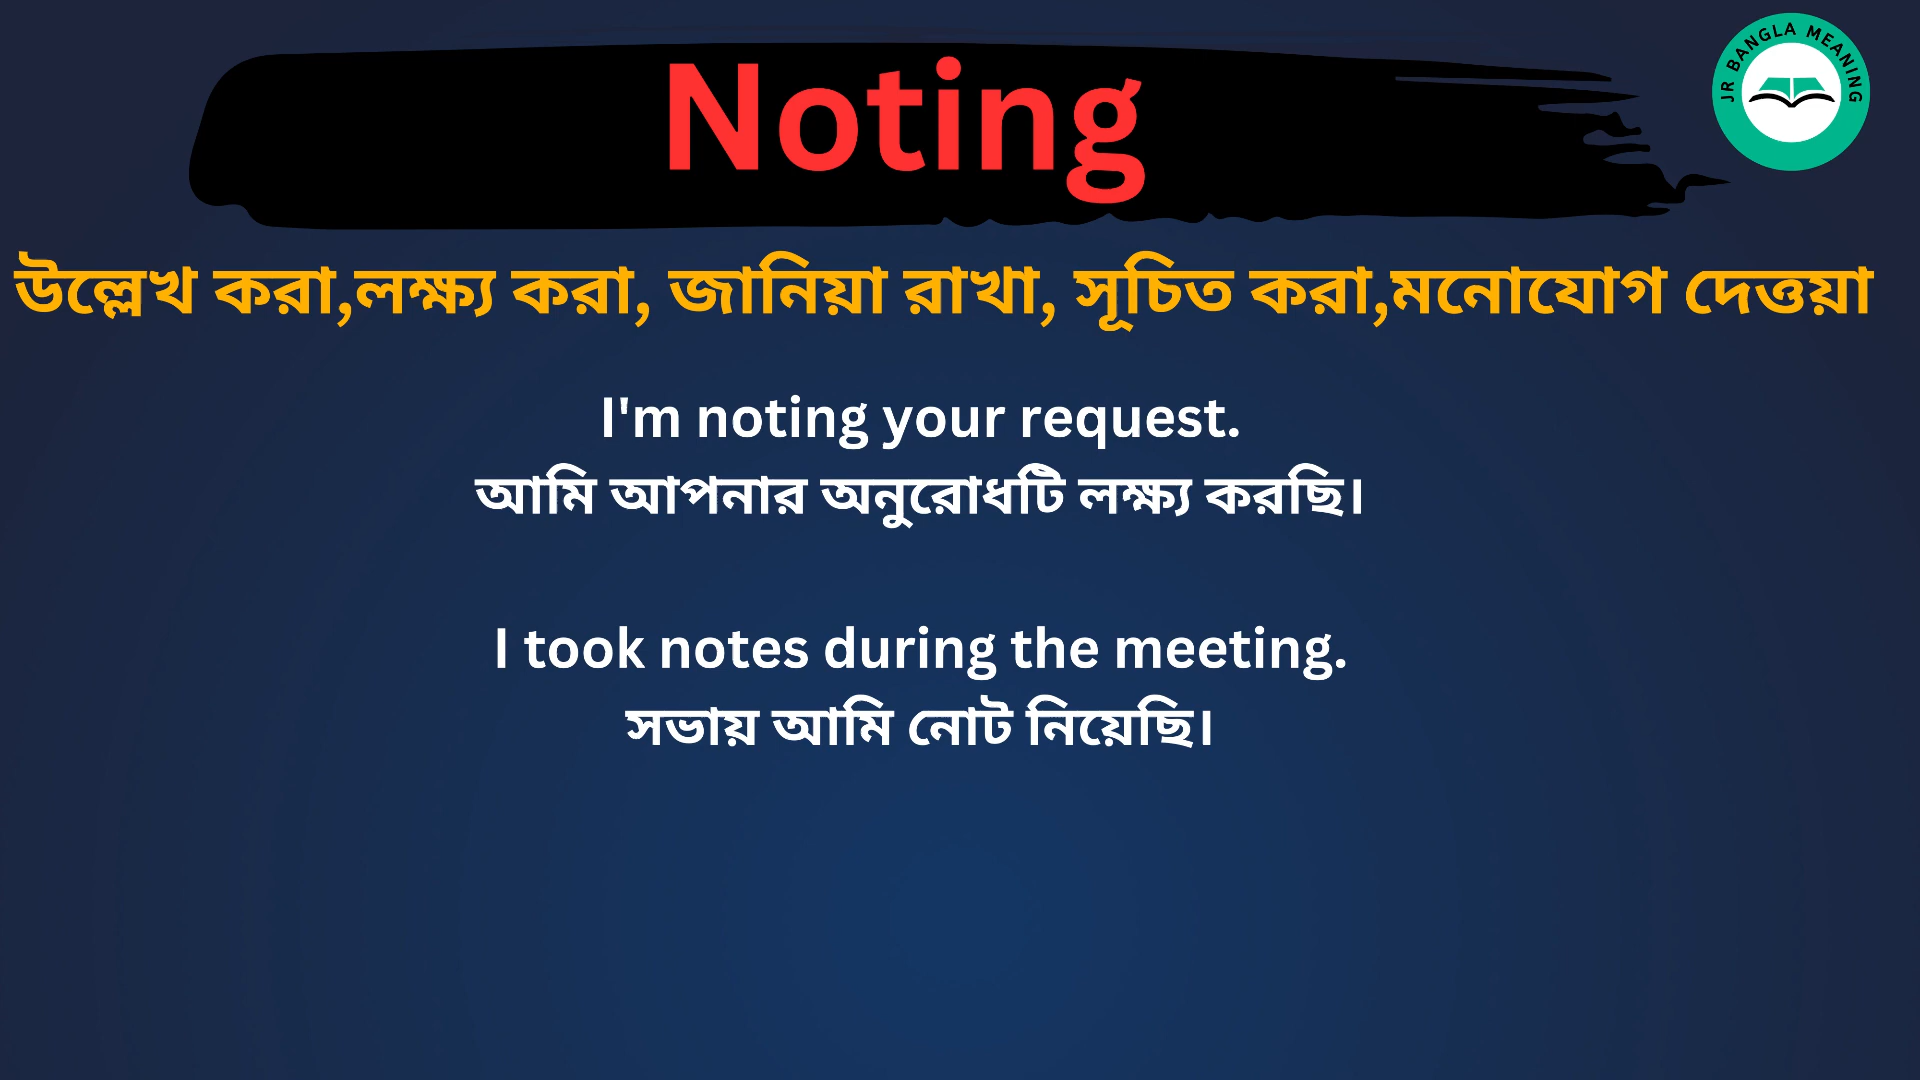 JR BANGLA MEANING
Noting
উল্লেখ করা,লক্ষ্য করা, জানিয়া রাখা, সূচিত করা,মনোযোগ দেত্তয়া
I'm noting your request.
আমি আপনার অনুরোধটি লক্ষ্য করছি।
I took notes during the meeting.
সভায় আমি নোট নিয়েছি।